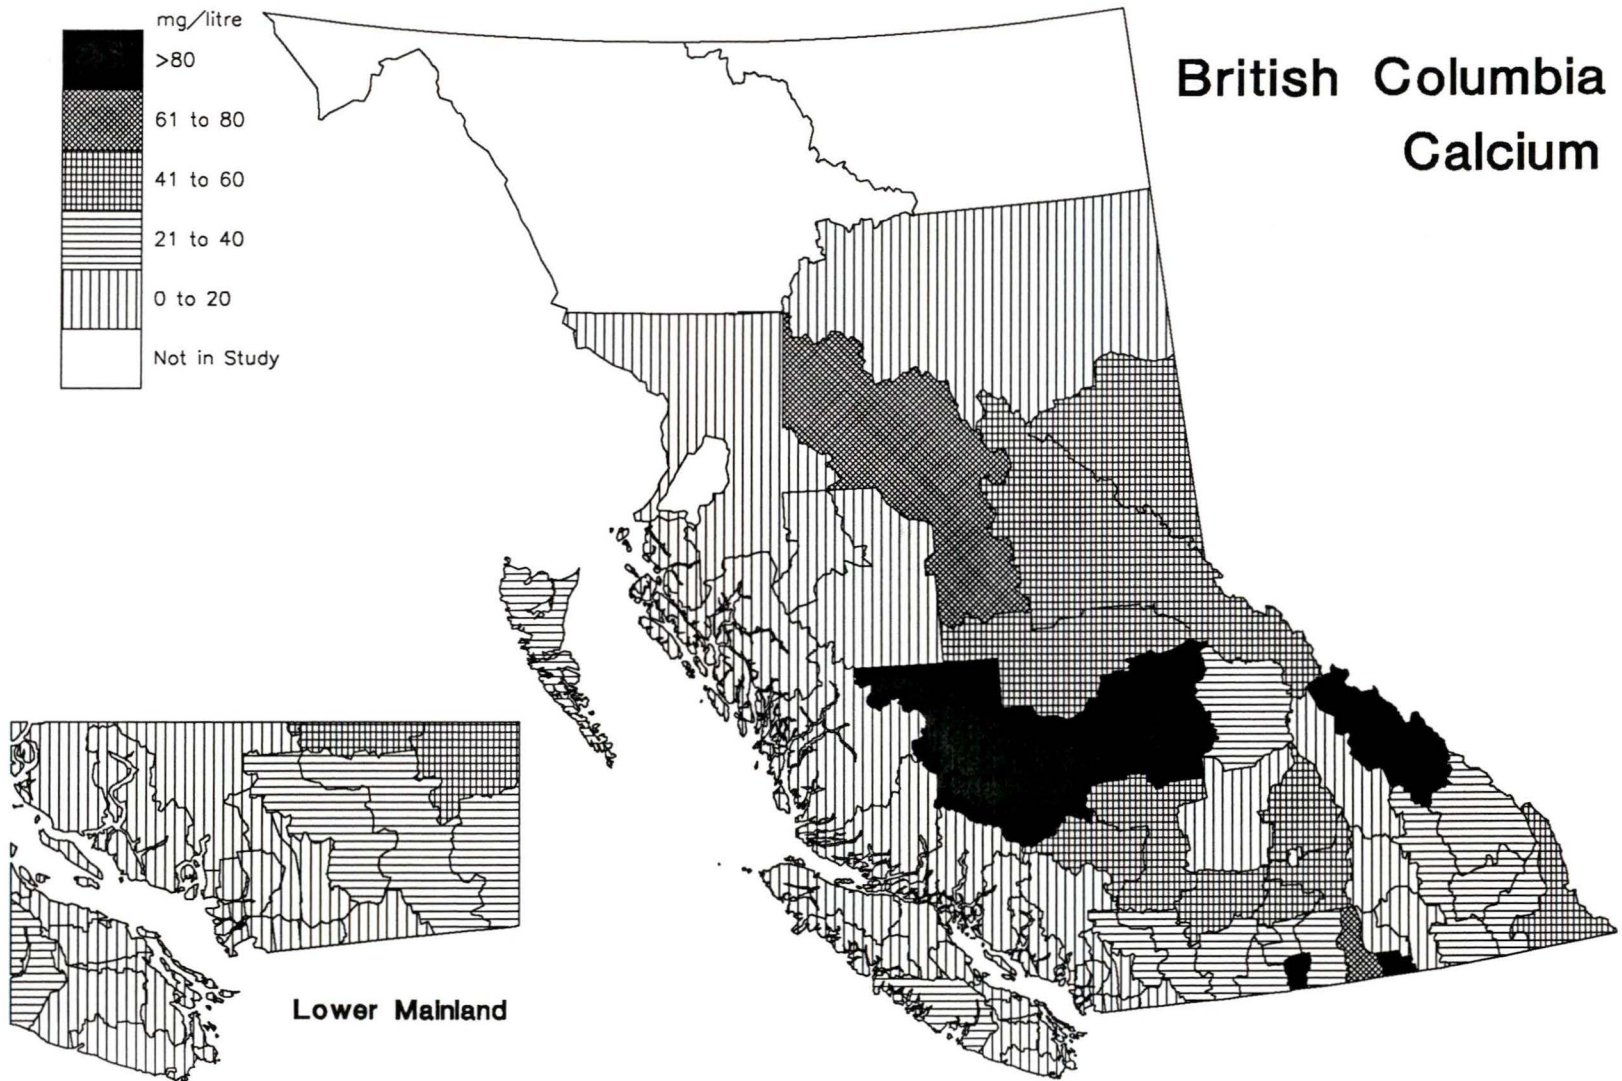 mg/litre
>80
61 to 80
41 to 60
21 to 40
0 to 20
Not in Study
British Columbia
Calcium
Lower Mainland